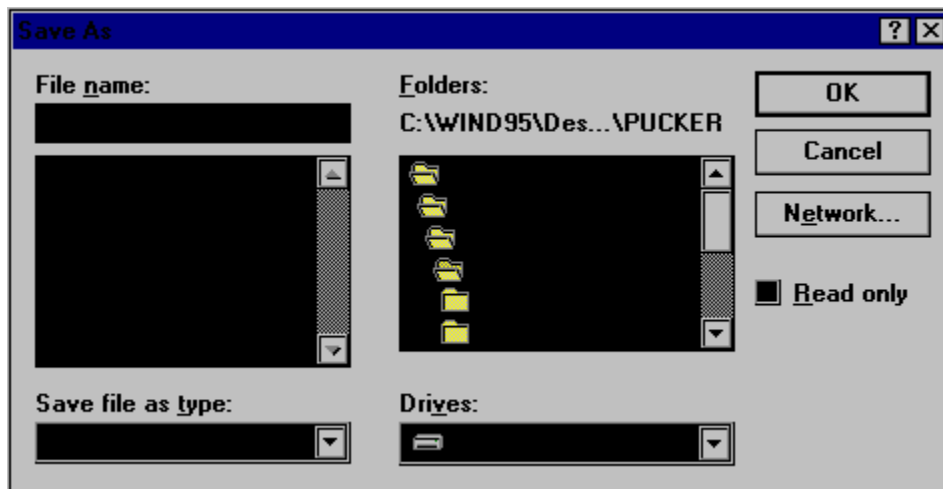 Save As
File name:
Folders:
C:\WIND95\Des...\PUCKER
OK
Cancel
Network...
Read only
Save file as type:
Drives: